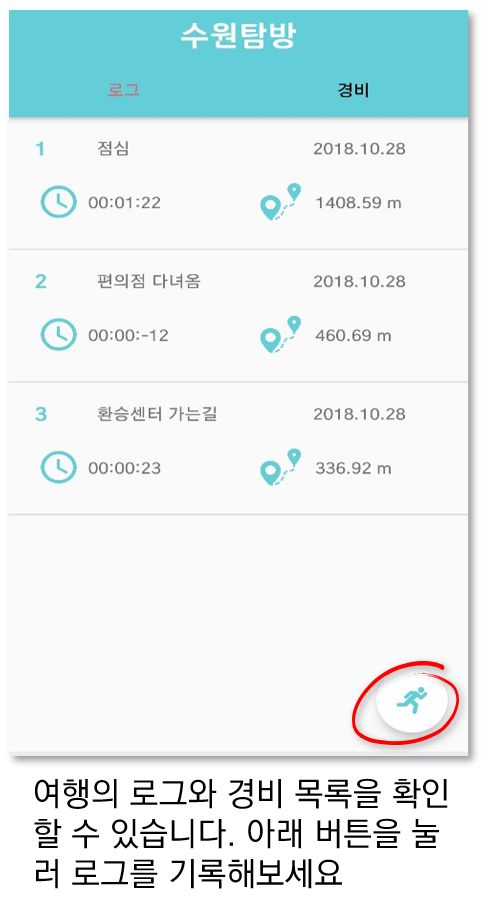 수원탐방
로그 경비
1 점심 2018.10.28
00:01:22 1408.59 m
2 편의점 다녀옴 2018.10.28
00:00:-12 460.69 m
3 환승센터 가는길 2018.10.28
00:00:23 336.92 m
여행의 로그와 경비 목록을 확인
할 수 있습니다. 아래 버튼을 눌
러 로그를 기록해보세요